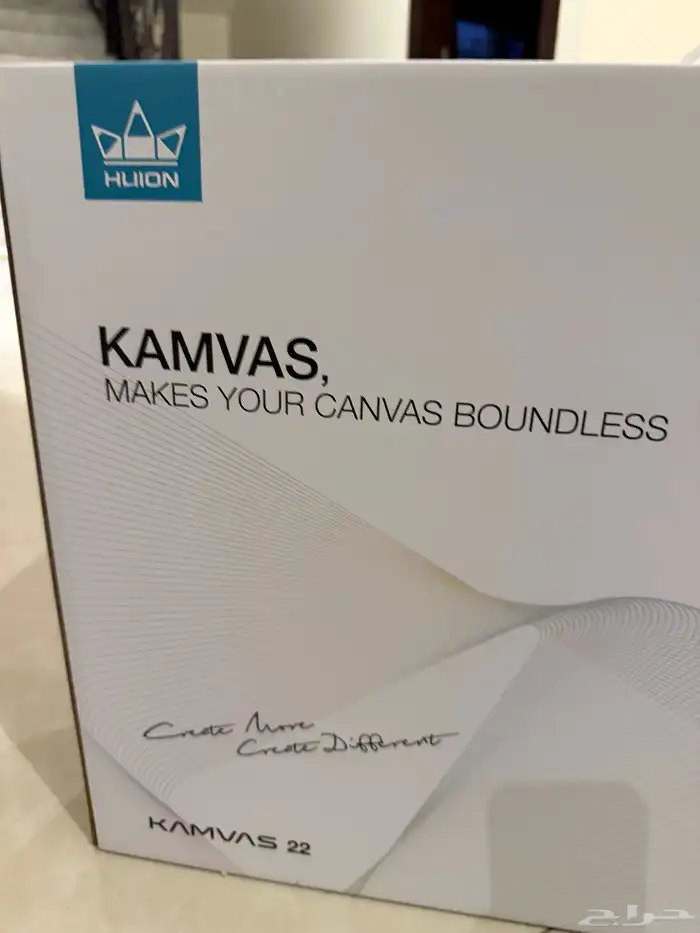 HUION
KAMVAS,
MAKES YOUR CANVAS BOUNDLESS
Create More
Create Different
KAMVAS 22
حراج